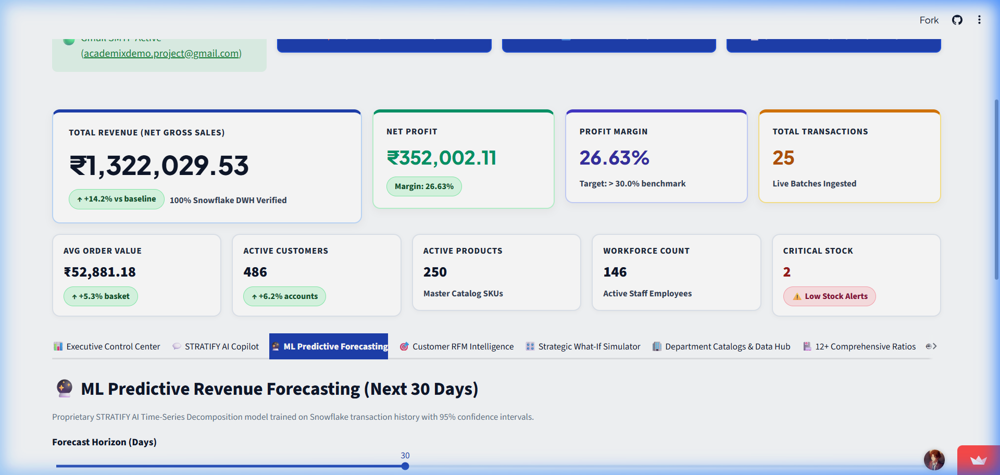 Fork
Gmail SMTP Active
(academixdemo.project@gmail.com)
TOTAL REVENUE (NET GROSS SALES)
₹1,322,029.53
↑ +14.2% vs baseline
100% Snowflake DWH Verified
NET PROFIT
₹352,002.11
Margin: 26.63%
PROFIT MARGIN
26.63%
Target: > 30.0% benchmark
TOTAL TRANSACTIONS
25
Live Batches Ingested
AVG ORDER VALUE
₹52,881.18
↑ +5.3% basket
ACTIVE CUSTOMERS
486
↑ +6.2% accounts
ACTIVE PRODUCTS
250
Master Catalog SKUs
WORKFORCE COUNT
146
Active Staff Employees
CRITICAL STOCK
2
⚠️ Low Stock Alerts
Executive Control Center
STRATIFY AI Copilot
ML Predictive Forecasting
Customer RFM Intelligence
Strategic What-If Simulator
Department Catalogs & Data Hub
12+ Comprehensive Ratios
ML Predictive Revenue Forecasting (Next 30 Days)
Proprietary STRATIFY AI Time-Series Decomposition model trained on Snowflake transaction history with 95% confidence intervals.
Forecast Horizon (Days)
30